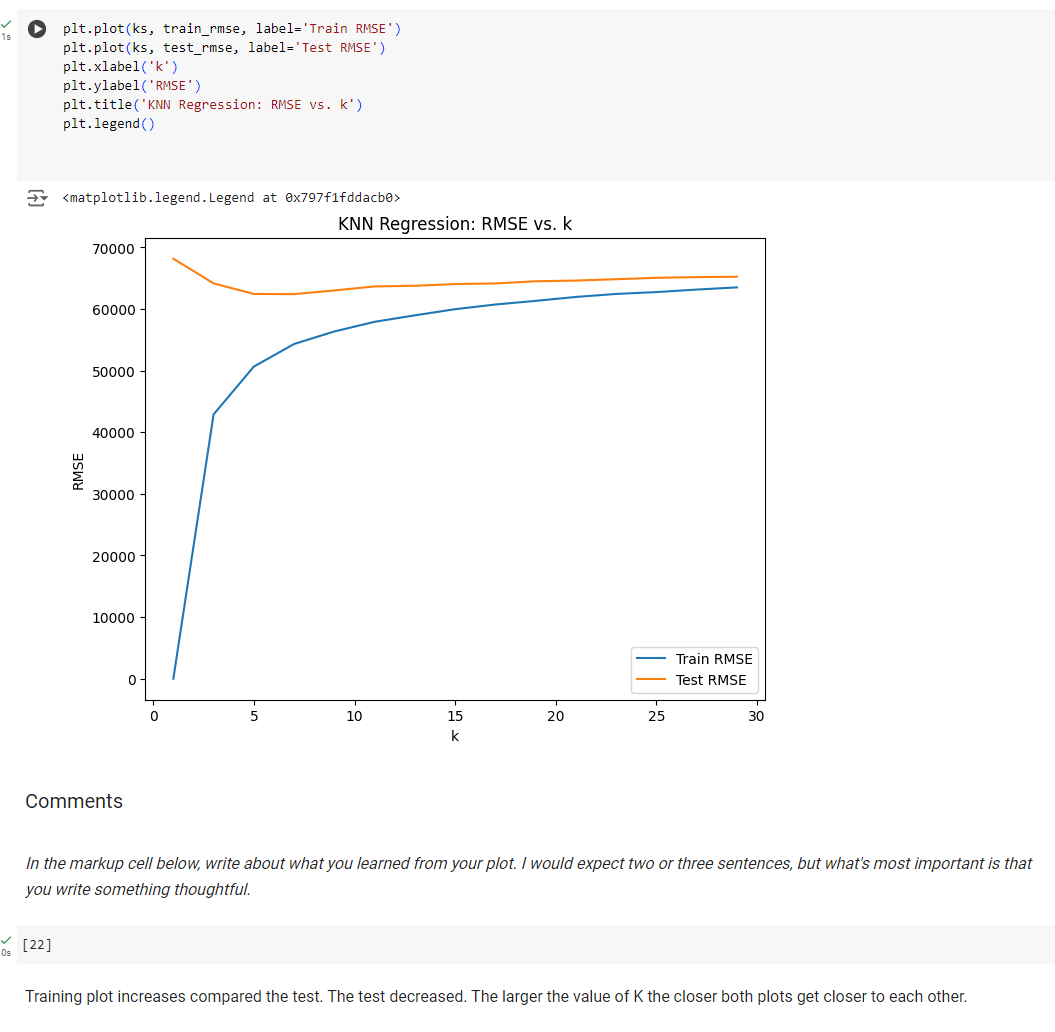 plt.plot(ks, train_rmse, label='Train RMSE')
1s
plt.plot(ks, test_rmse, label='Test RMSE')
plt.xlabel('k')
plt.ylabel('RMSE')
plt.title('KNN Regression: RMSE vs. k')
plt.legend()
<matplotlib.legend.Legend at 0x797f1fddacb0>
KNN Regression: RMSE vs. k
70000
60000
50000
40000
30000
20000
10000
0
RMSE
Train RMSE
Test RMSE
0 5 10 15 20 25 30
k
Comments
In the markup cell below, write about what you learned from your plot. I would expect two or three sentences, but what's most important is that
you write something thoughtful.
[22]
0s
Training plot increases compared the test. The test decreased. The larger the value of K the closer both plots get closer to each other.